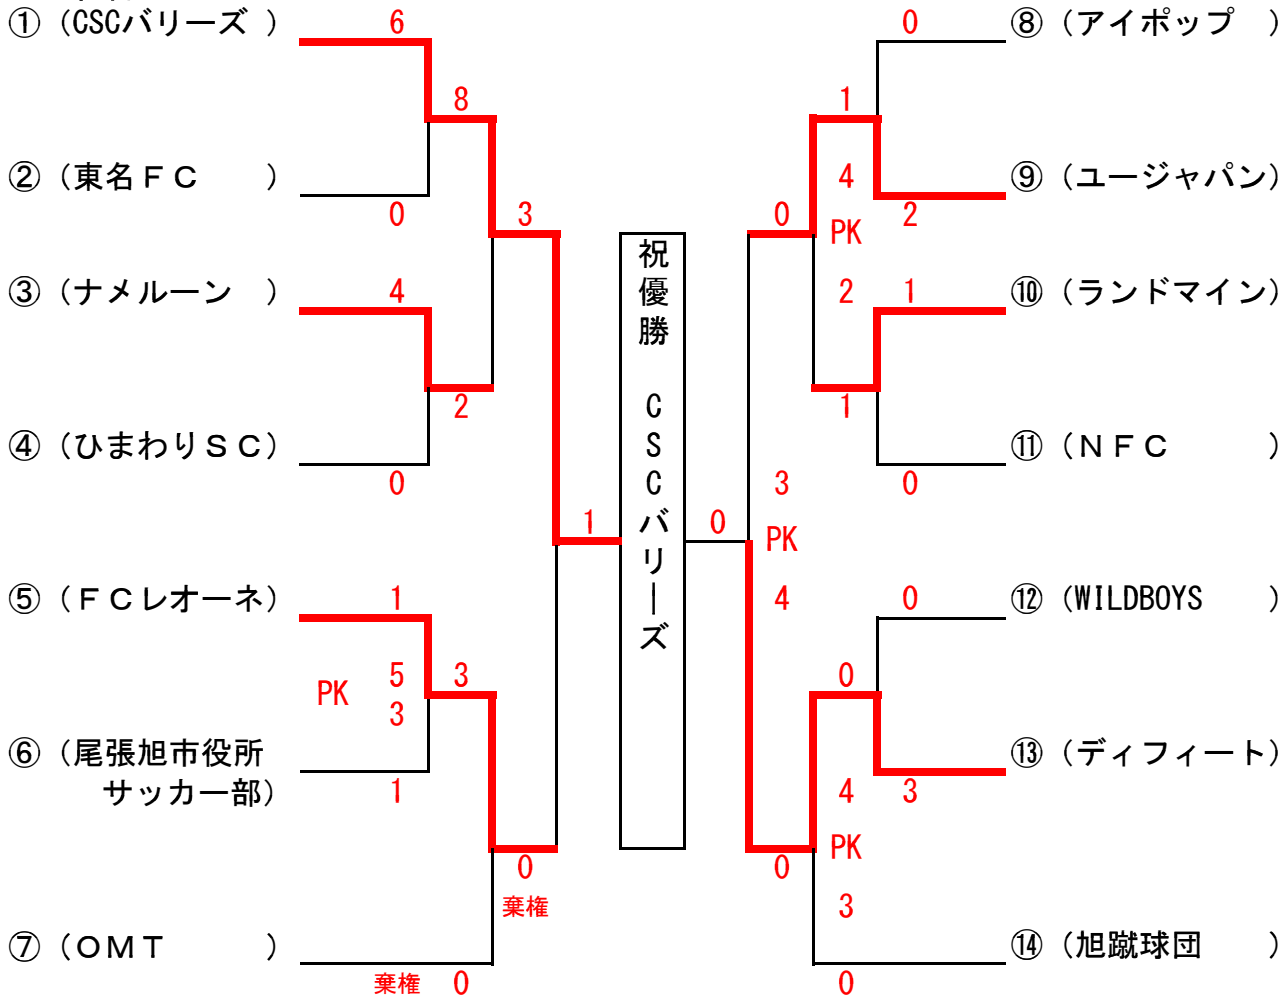 ①（CSCバリーズ ）
6
8
②（東名ＦＣ　　）
0
3
③（ナメルーン　）
4
2
④（ひまわりＳＣ）
0
1
⑤（ＦＣレオーネ）
1
PK
5
3
3
⑥（尾張旭市役所
サッカー部）
1
0
棄権
⑦（ＯＭＴ　　　）
棄権 0
祝優勝　ＣＳＣバリーズ
0
⑧（アイポップ　）
0
1
⑨（ユージャパン）
2
4
PK
2
0
⑩（ランドマイン）
1
1
⑪（ＮＦＣ　　　）
0
3
PK
4
⑫（WILDBOYS　　）
0
0
⑬（ディフィート）
3
4
PK
3
0
⑭（旭蹴球団　　）
0